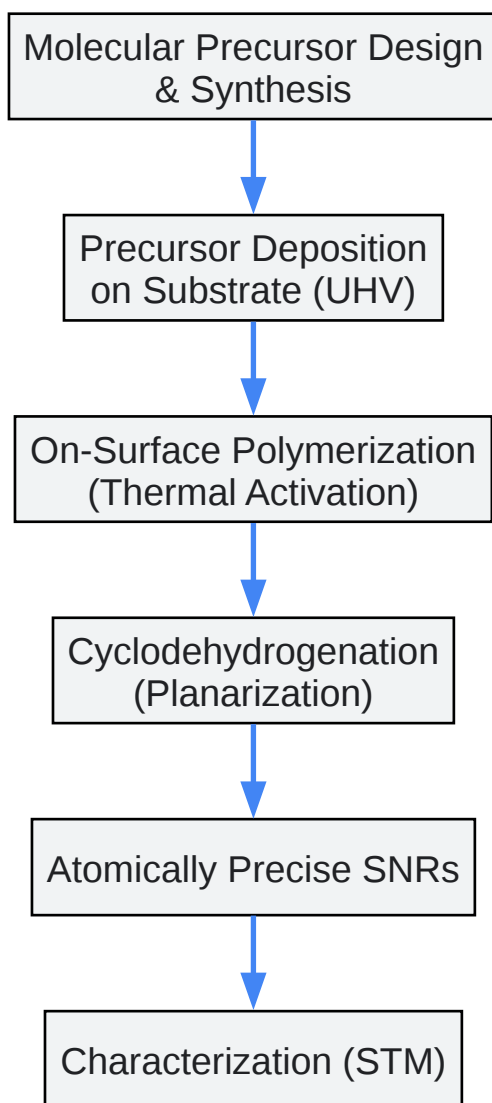 Molecular Precursor Design
& Synthesis
Precursor Deposition
on Substrate (UHV)
On-Surface Polymerization
(Thermal Activation)
Cyclodehydrogenation
(Planarization)
Atomically Precise SNRs
Characterization (STM)